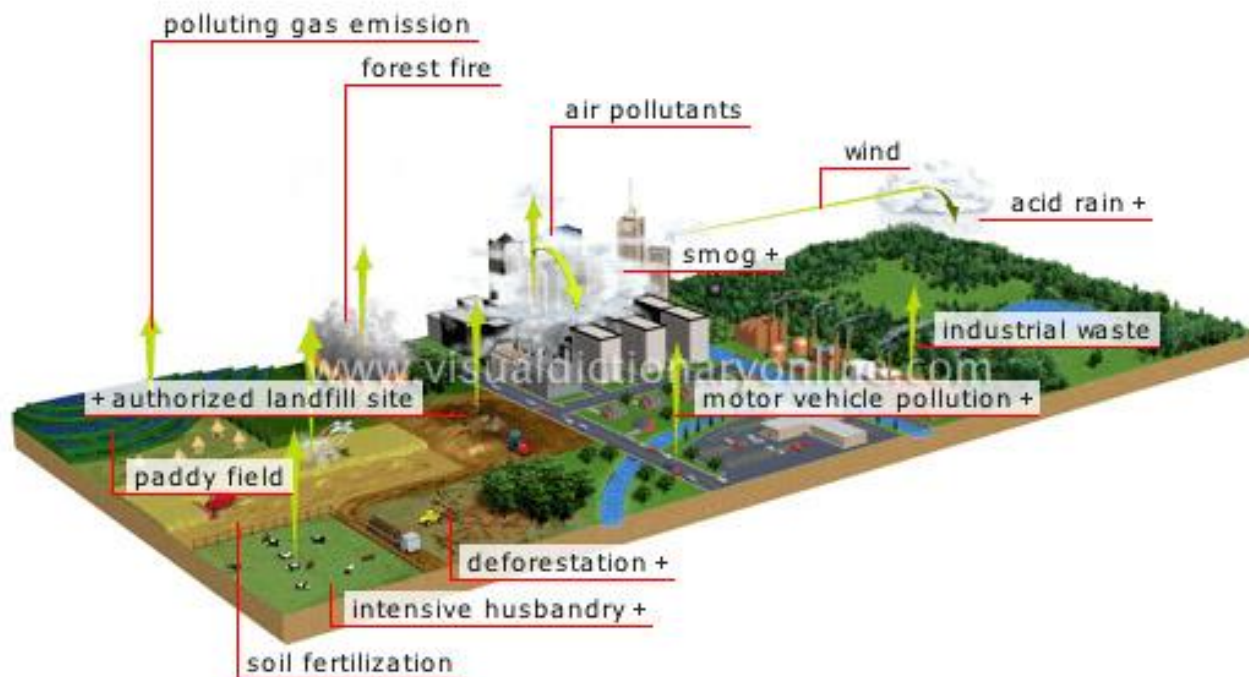 polluting gas emission
forest fire
air pollutants
wind
acid rain +
smog +
industrial waste
www.visualdictionaryonline.com
+ authorized landfill site
motor vehicle pollution +
paddy field
deforestation +
intensive husbandry +
soil fertilization